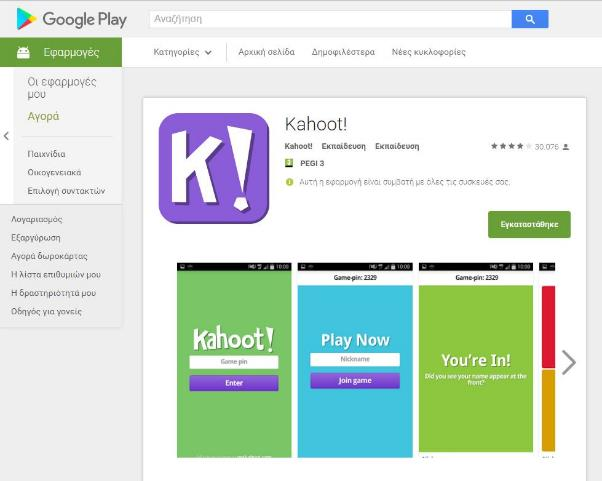 Google Play
Αναζήτηση
Εφαρμογές
Κατηγορίες
Αρχική σελίδα
Δημοφιλέστερα
Νέες κυκλοφορίες
Οι εφαρμογές
μου
Αγορά
Παιχνίδια
Οικογενειακά
Επιλογή συντακτών
Λογαριασμός
Εξαργύρωση
Αγορά δωροκάρτας
Η λίστα επιθυμιών μου
Η δραστηριότητά μου
Οδηγός για γονείς
K!
Kahoot!
Kahoot! Εκπαίδευση Εκπαίδευση
30.076
3 PEGI 3
Αυτή η εφαρμογή είναι συμβατή με όλες τις συσκευές σας.
Εγκαταστάθηκε
10:00
Kahoot!
Game pin
Enter
10:00
Game-pin: 2329
Play Now
Nickname
Join game
10:00
Game-pin: 2329
You're In!
Did you see your name appear at the
front?